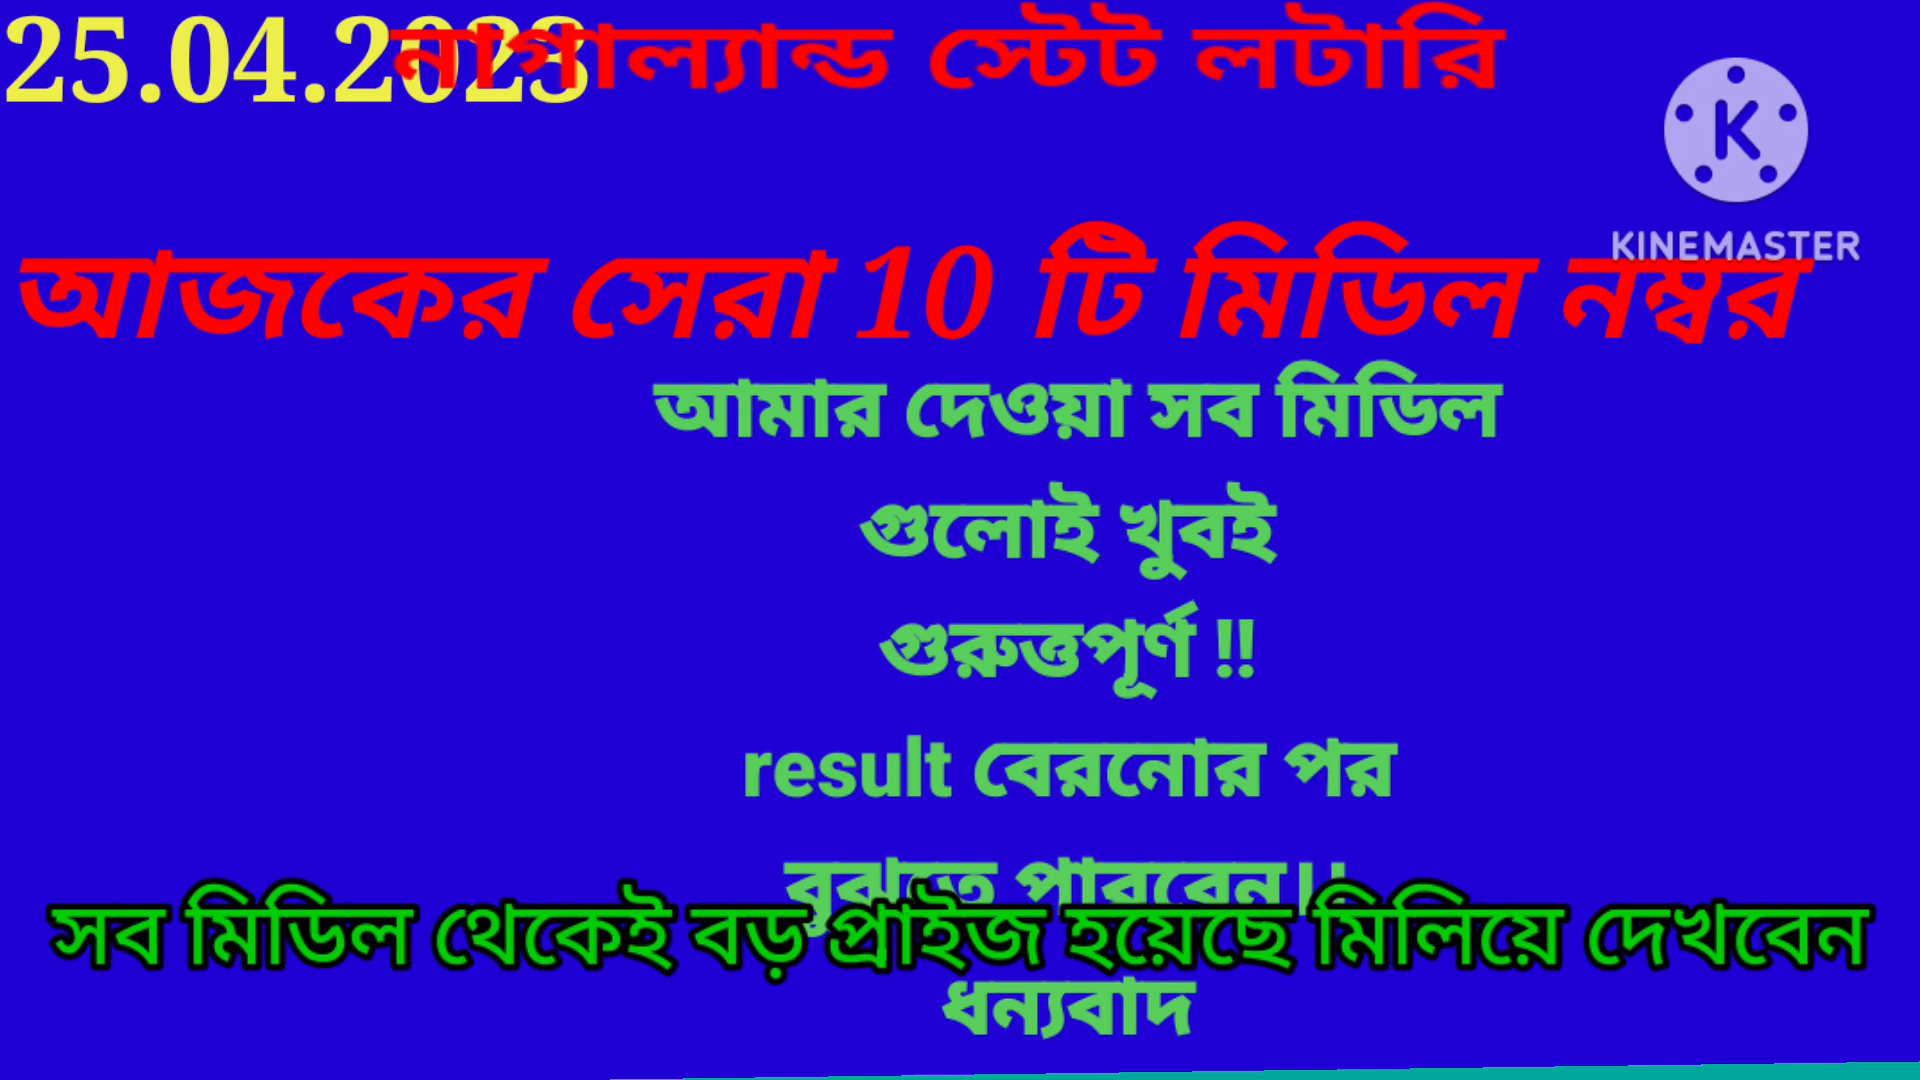 25.04.2023 নাগাল্যান্ড স্টেট লটারি
KINEMASTER
আজকের সেরা 10 টি মিডিল নম্বর
আমার দেওয়া সব মিডিল
গুলোই খুবই
গুরুত্তপূর্ণ !!
result বেরনোর পর
বুঝতে পারবেন।।
সব মিডিল থেকেই বড় প্রাইজ হয়েছে মিলিয়ে দেখবেন
ধন্যবাদ